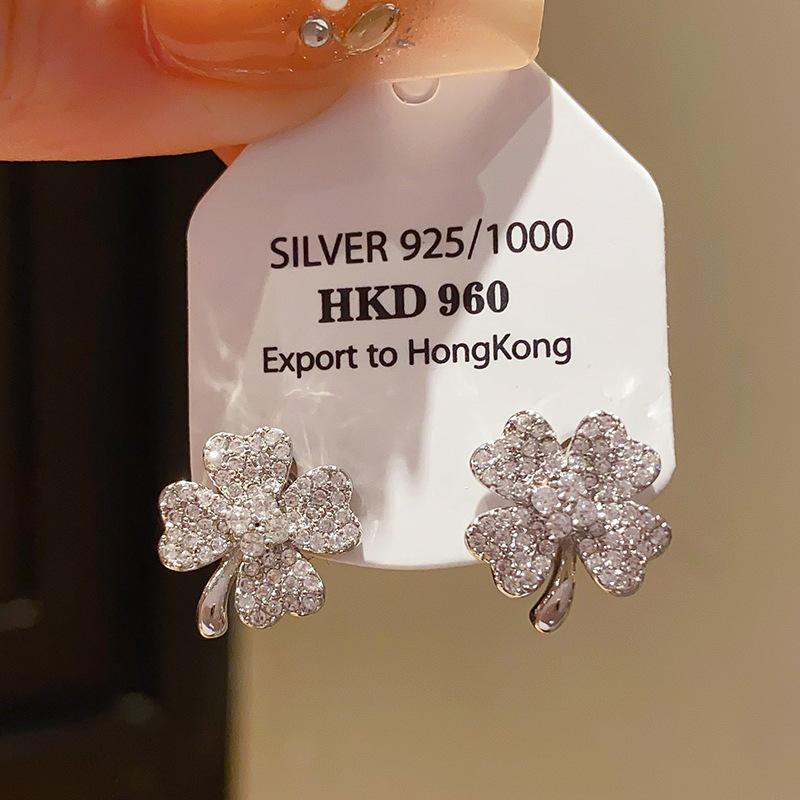 SILVER 925/1000
HKD 960
Export to HongKong